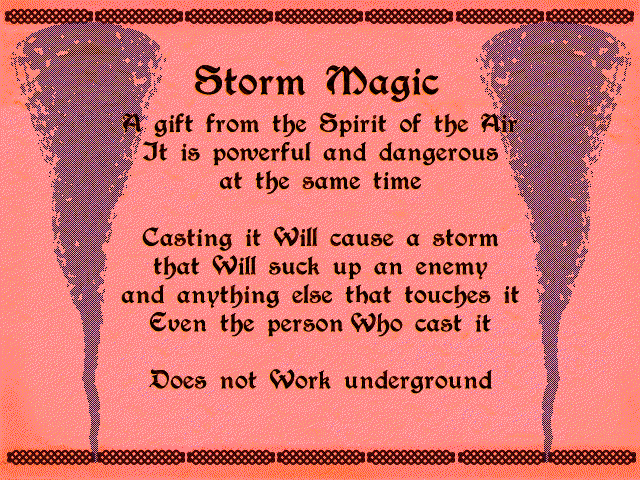 Storm Magic
A gift from the Spirit of the Air
It is powerful and dangerous
at the same time
Casting it Will cause a storm
that Will suck up an enemy
and anything else that touches it
Even the person Who cast it
Does not Work underground